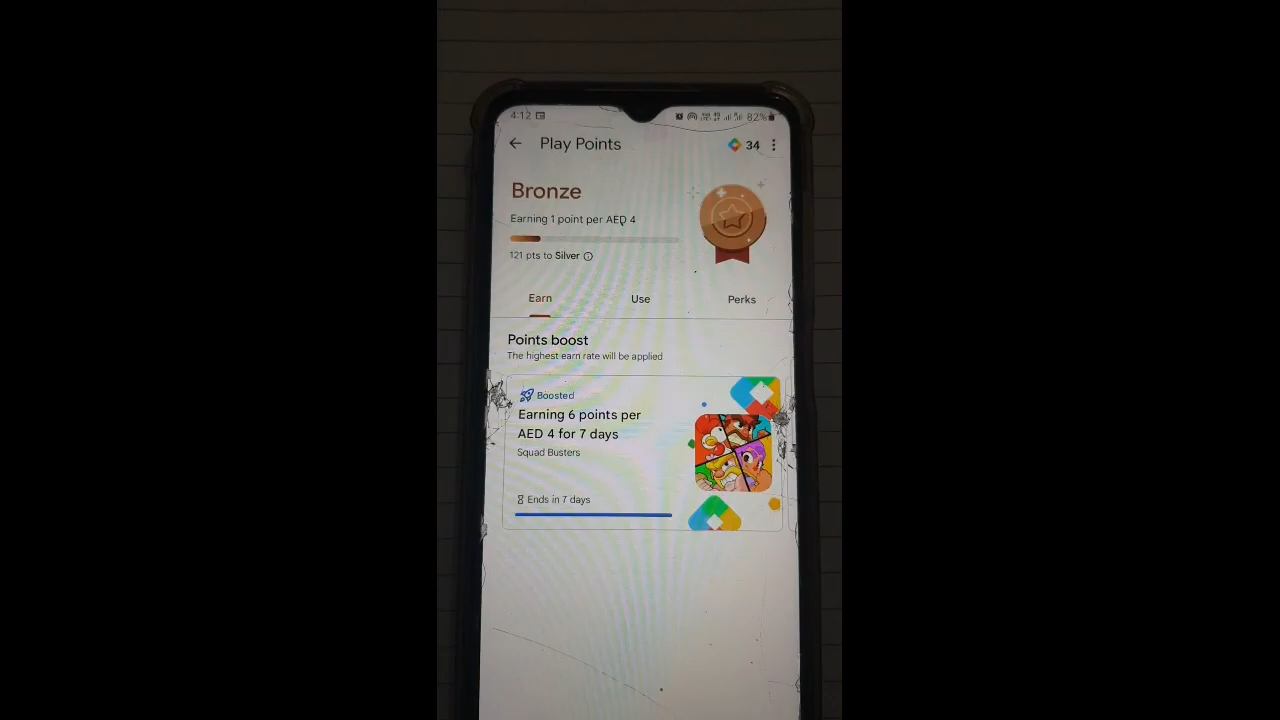 4:12
82%
Play Points
34
Bronze
Earning 1 point per AED 4
121 pts to Silver
Earn
Use
Perks
Points boost
The highest earn rate will be applied
Boosted
Earning 6 points per
AED 4 for 7 days
Squad Busters
Ends in 7 days